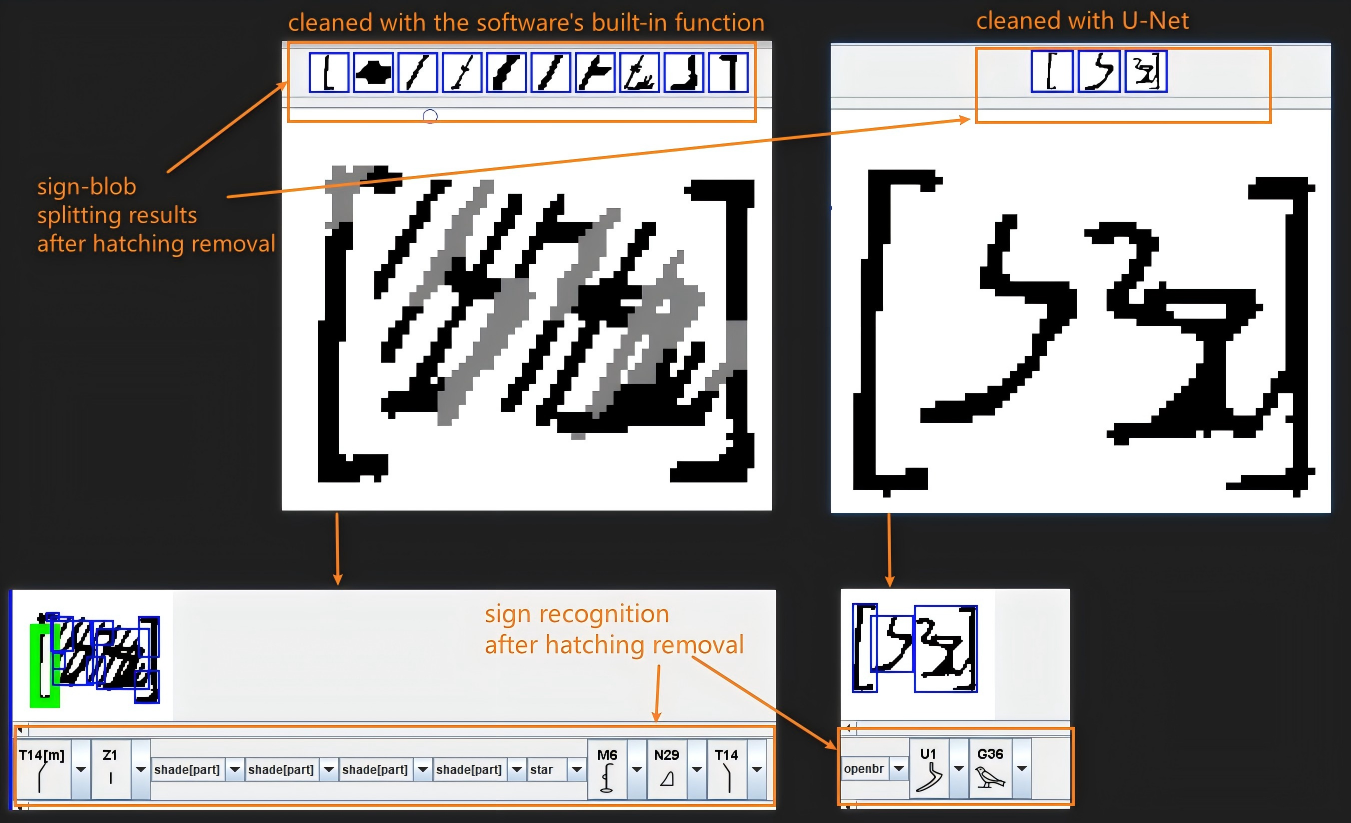 cleaned with the software's built-in function
cleaned with U-Net
sign-blob
splitting results
after hatching removal
sign recognition
after hatching removal
T14[m] Z1 shade[part] shade[part] shade[part] shade[part] star M6 N29 T14
openbr U1 G36